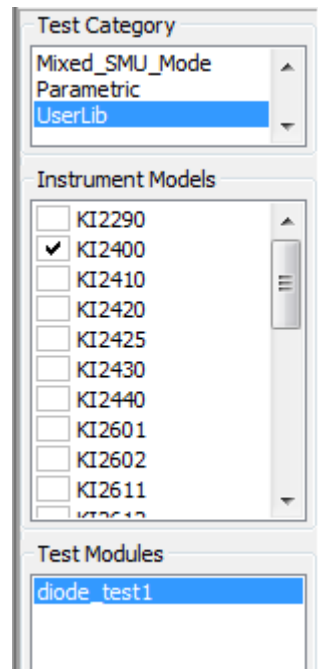 Test Category
Mixed_SMU_Mode
Parametric
UserLib
Instrument Models
KI2290
KI2400
KI2410
KI2420
KI2425
KI2430
KI2440
KI2601
KI2602
KI2611
Test Modules
diode_test1